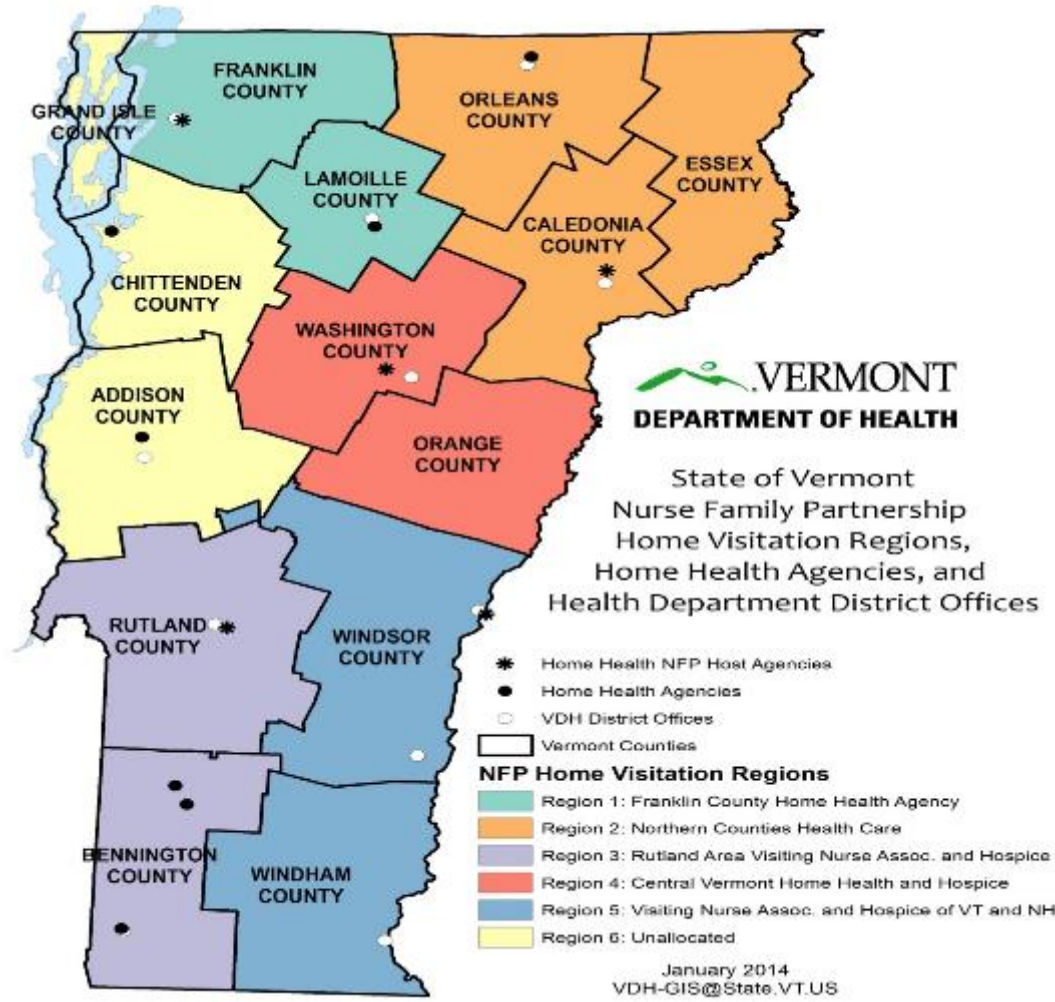 FRANKLIN
COUNTY
ORLEANS
COUNTY
GRAND ISLE
COUNTY
ESSEX
COUNTY
LAMOILLE
COUNTY
CALEDONIA
COUNTY
CHITTENDEN
COUNTY
WASHINGTON
COUNTY
ADDISON
COUNTY
ORANGE
COUNTY
RUTLAND
COUNTY
WINDSOR
COUNTY
BENNINGTON
COUNTY
WINDHAM
COUNTY
VERMONT
DEPARTMENT OF HEALTH
State of Vermont
Nurse Family Partnership
Home Visitation Regions,
Home Health Agencies, and
Health Department District Offices
Home Health NFP Host Agencies
Home Health Agencies
VDH District Offices
Vermont Counties
NFP Home Visitation Regions
Region 1: Franklin County Home Health Agency
Region 2: Northern Counties Health Care
Region 3: Rutland Area Visiting Nurse Assoc. and Hospice
Region 4: Central Vermont Home Health and Hospice
Region 5: Visiting Nurse Assoc. and Hospice of VT and NH
Region 6: Unallocated
January 2014
VDH-GIS@State.VT.US